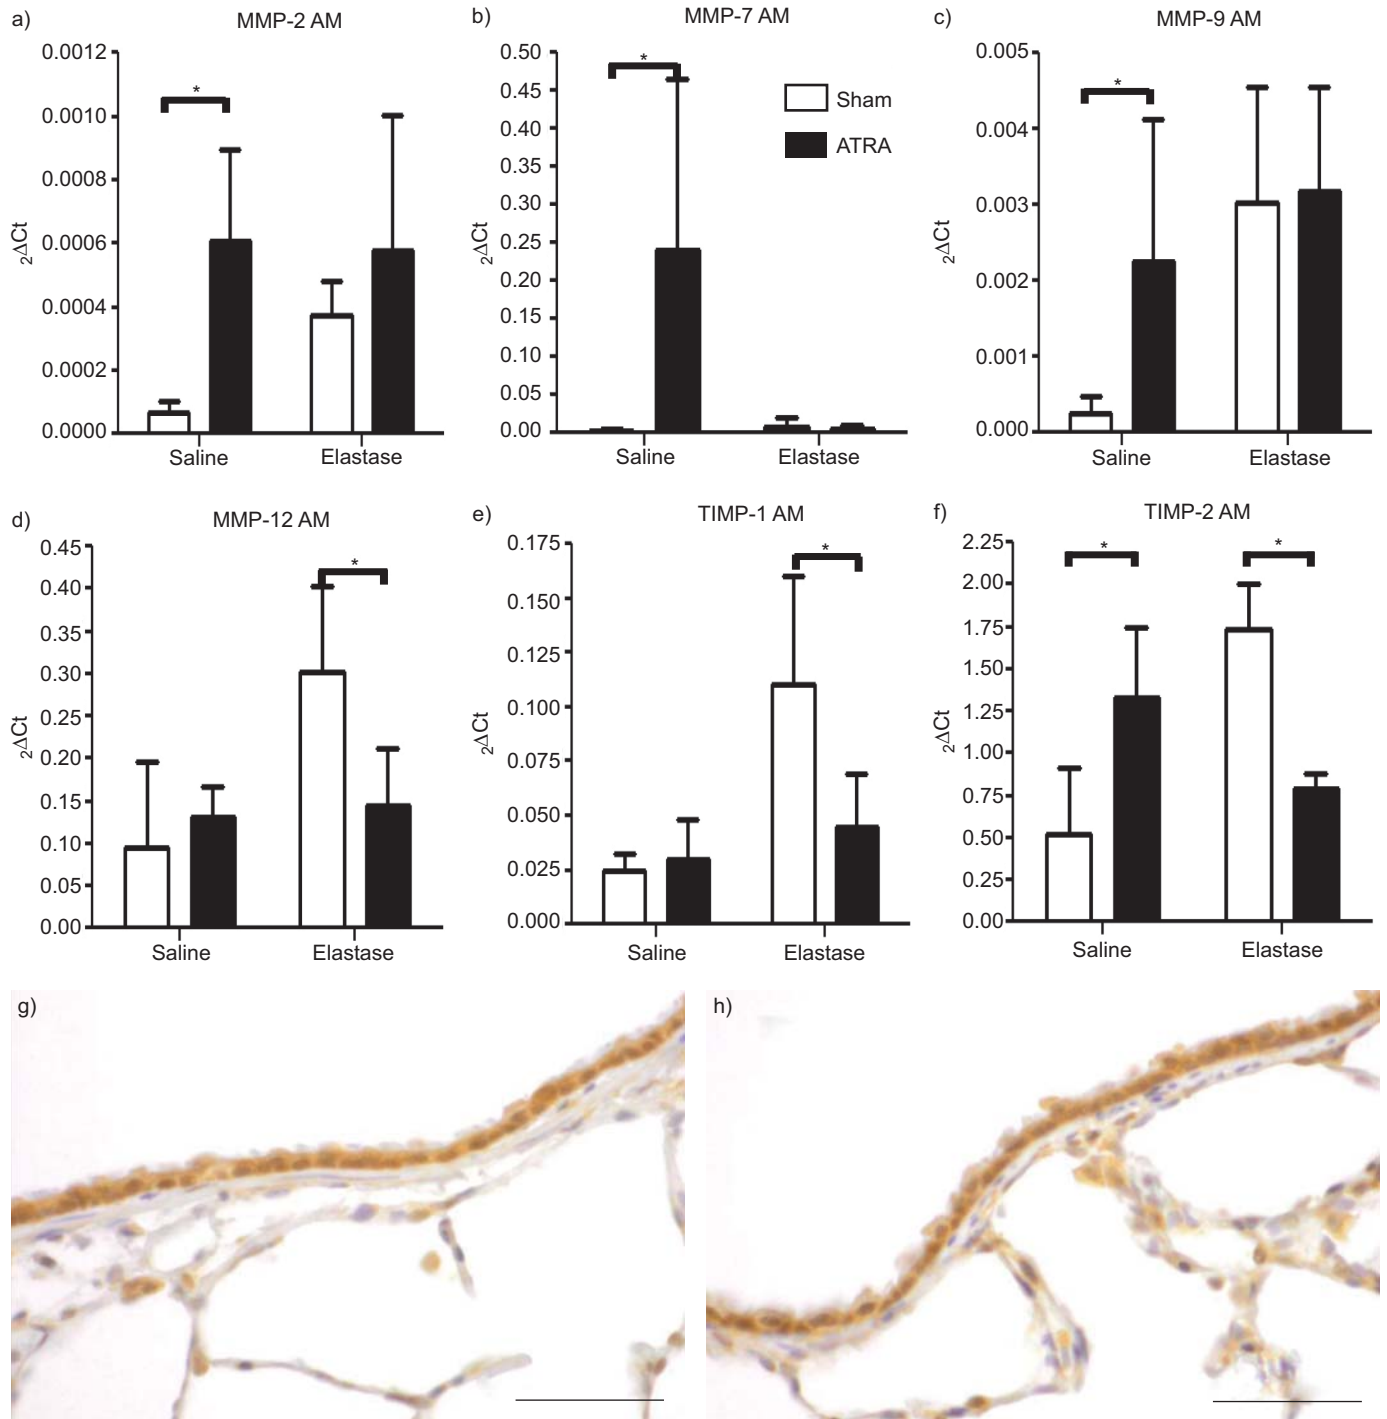 a)
MMP-2 AM
0.0012
0.0010
0.0008
0.0006
0.0004
0.0002
0.0000
2ΔCt
*
Saline
Elastase
b)
MMP-7 AM
0.50
0.45
0.40
0.35
0.30
0.25
0.20
0.15
0.10
0.05
0.00
2ΔCt
*
Sham
ATRA
Saline
Elastase
c)
MMP-9 AM
0.005
0.004
0.003
0.002
0.001
0.000
2ΔCt
*
Saline
Elastase
d)
MMP-12 AM
0.45
0.40
0.35
0.30
0.25
0.20
0.15
0.10
0.05
0.00
2ΔCt
*
Saline
Elastase
e)
TIMP-1 AM
0.175
0.150
0.125
0.100
0.075
0.050
0.025
0.000
2ΔCt
*
Saline
Elastase
f)
TIMP-2 AM
2.25
2.00
1.75
1.50
1.25
1.00
0.75
0.50
0.25
0.00
2ΔCt
*
*
Saline
Elastase
g)
h)